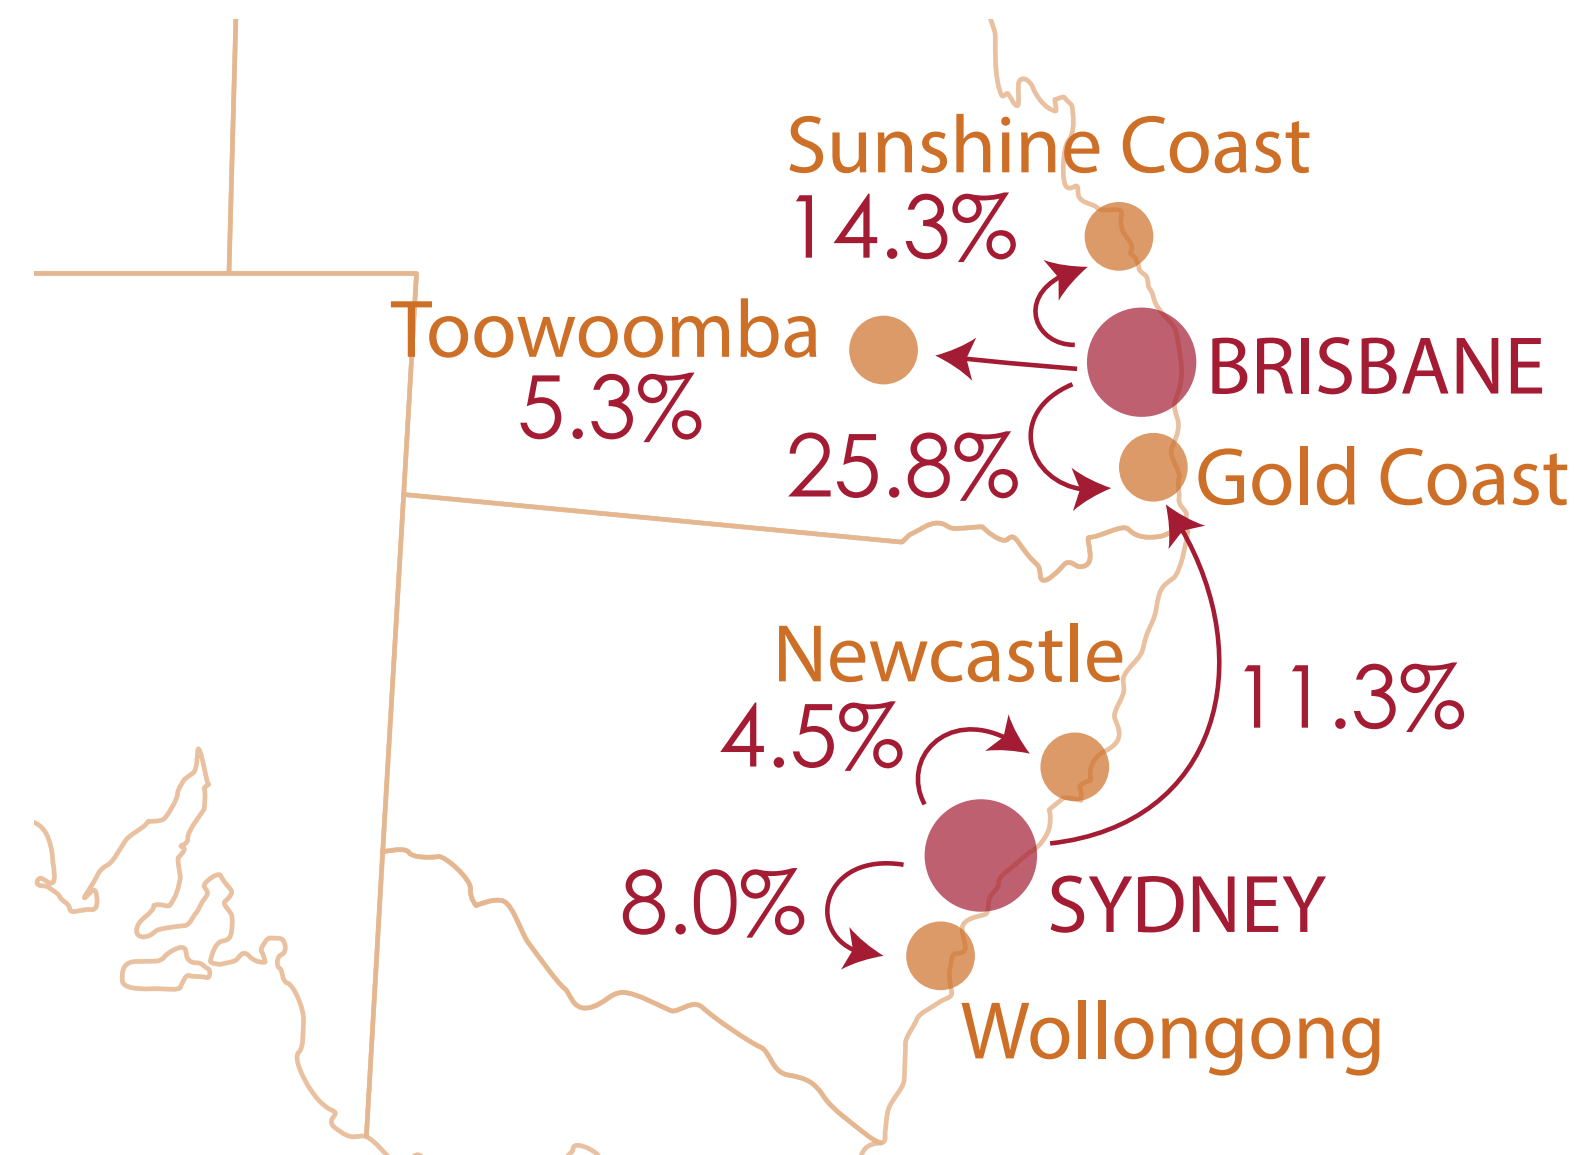 Sunshine Coast
14.3%
Toowoomba
5.3%
BRISBANE
25.8%
Gold Coast
Newcastle
4.5%
11.3%
8.0%
SYDNEY
Wollongong